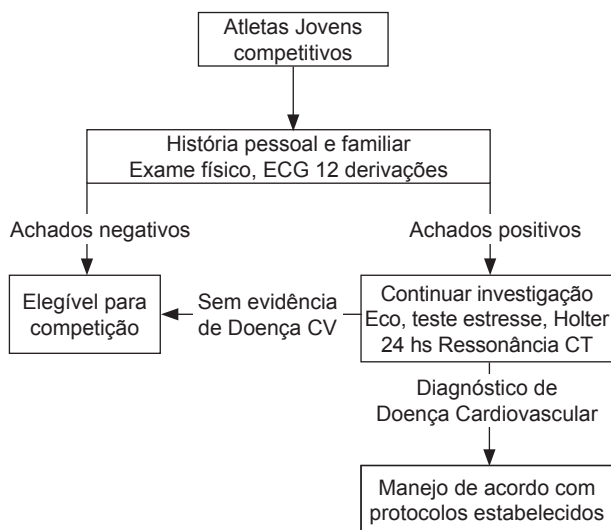 Atletas Jovens
competitivos
História pessoal e familiar
Exame físico, ECG 12 derivações
Achados negativos
Achados positivos
Elegível para
competição
Sem evidência
de Doença CV
Continuar investigação
Eco, teste estresse, Holter
24 hs Ressonância CT
Diagnóstico de
Doença Cardiovascular
Manejo de acordo com
protocolos estabelecidos